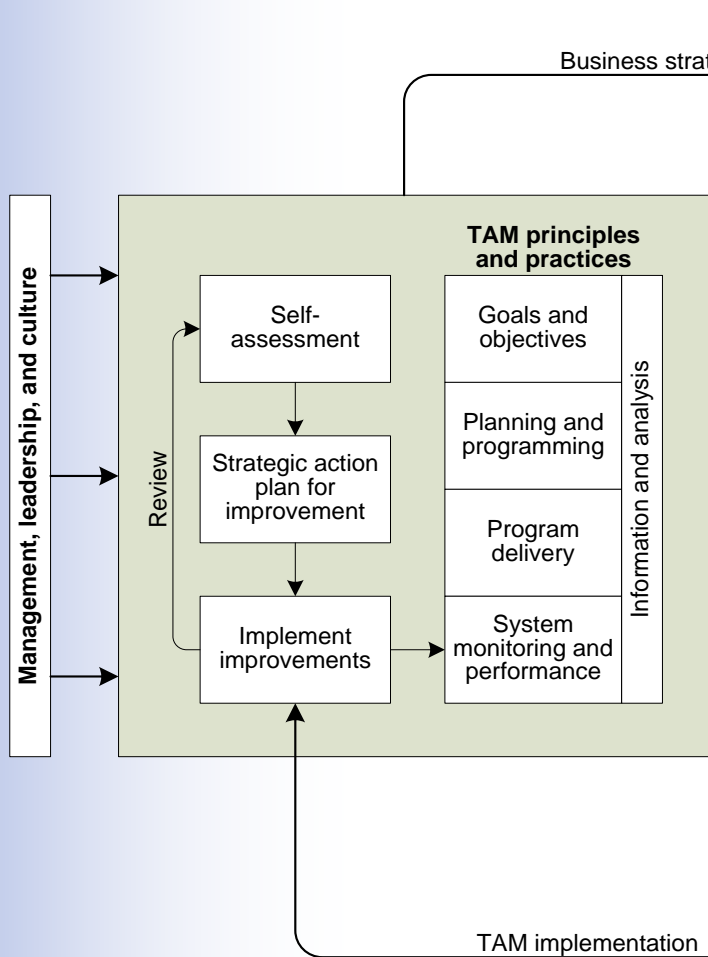 Business strat
Management, leadership, and culture
Review
Self-
assessment
Strategic action
plan for
improvement
Implement
improvements
TAM principles
and practices
Goals and
objectives
Planning and
programming
Program
delivery
System
monitoring and
performance
Information and analysis
TAM implementation